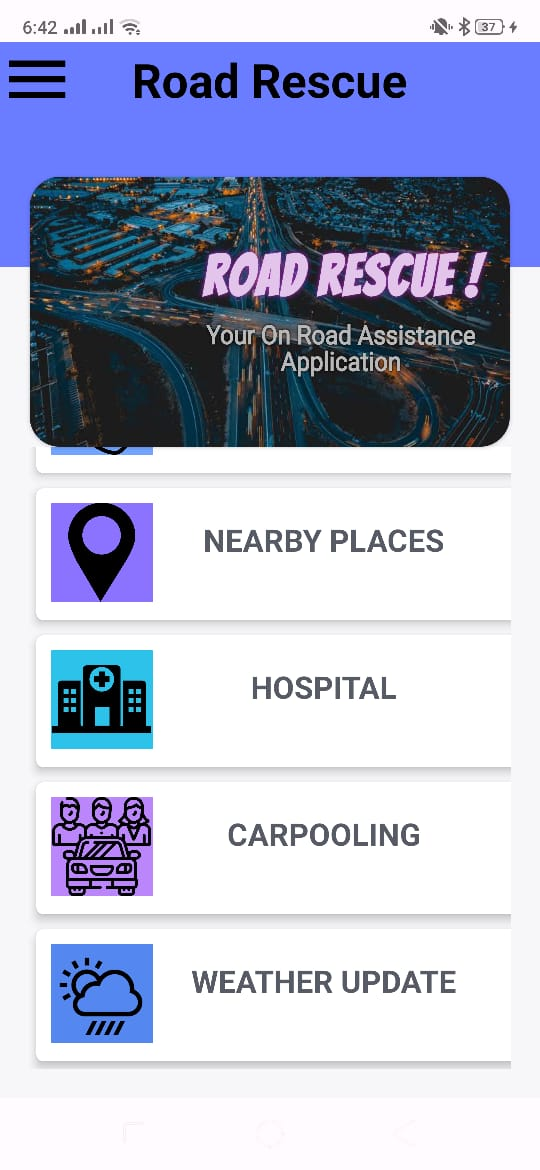 6:42
37
Road Rescue
ROAD RESCUE !
Your On Road Assistance
Application
NEARBY PLACES
HOSPITAL
CARPOOLING
WEATHER UPDATE